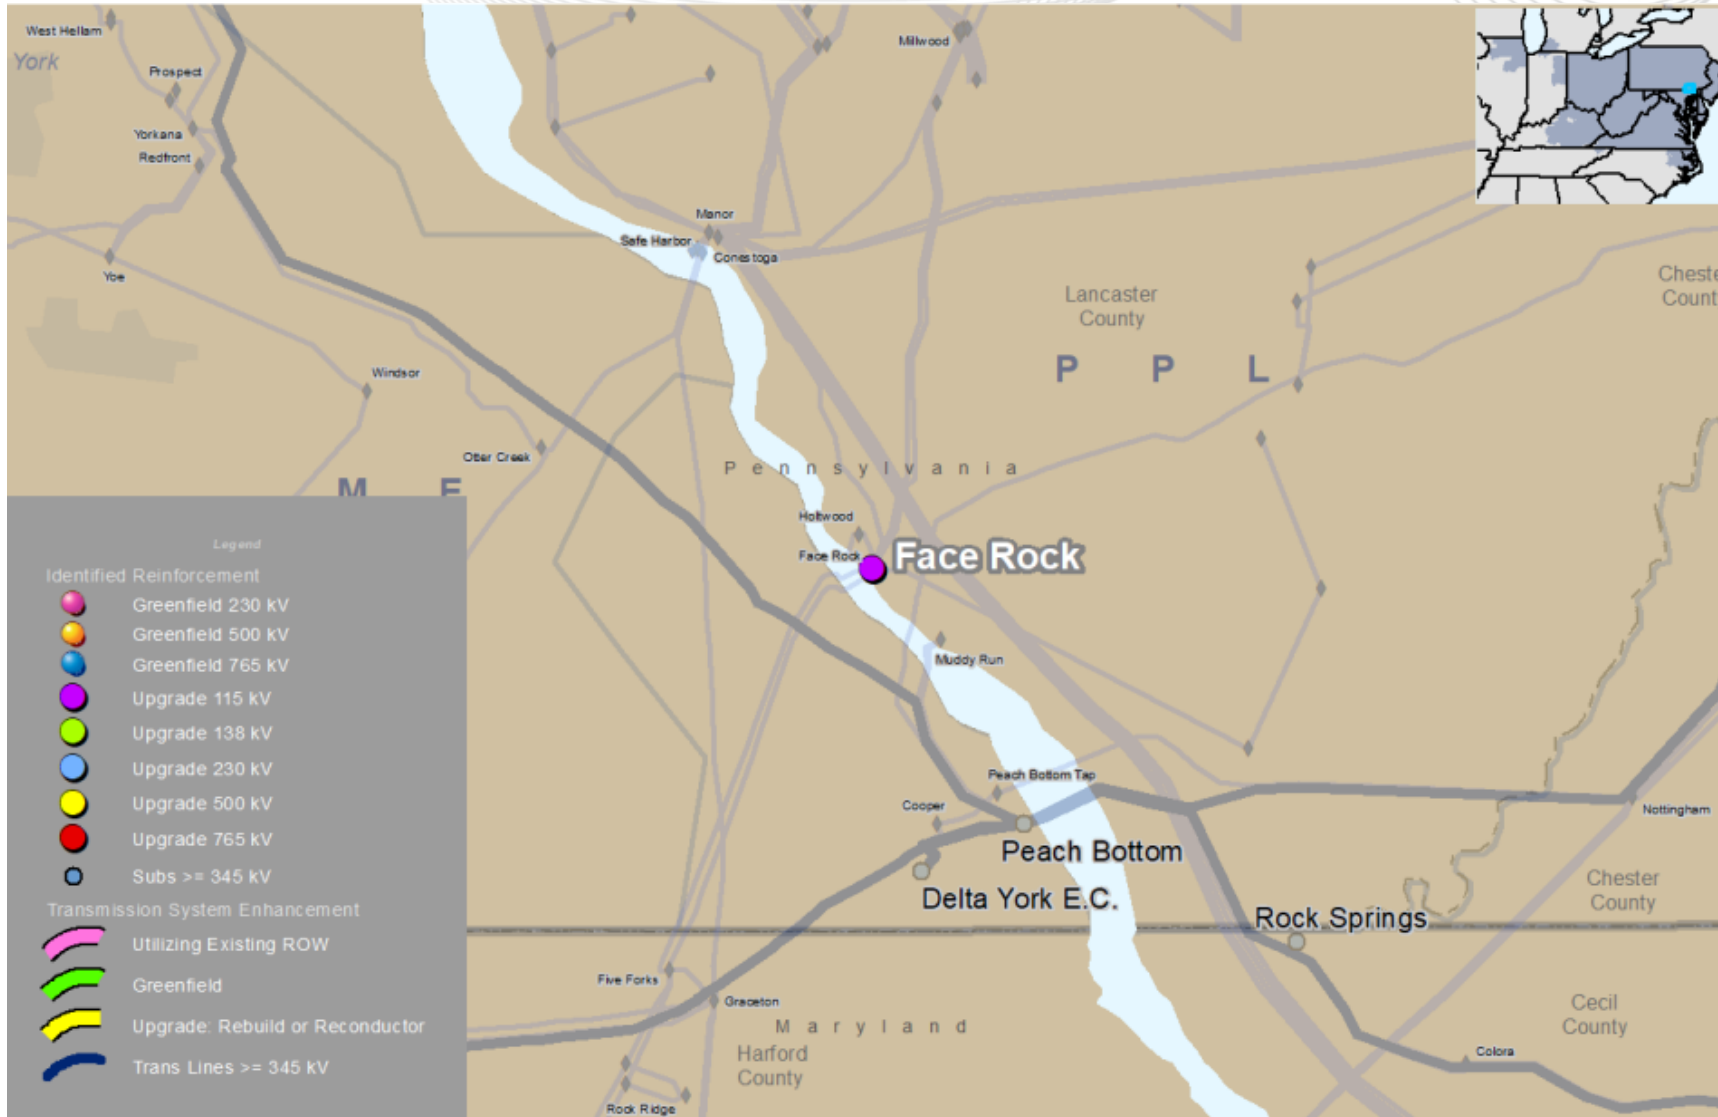 West Hellam
York
Prospect
Yorkana
Redfront
Yoe
Millwood
Manor
Safe Harbor
Conestoga
Lancaster
County
Chester
County
P P L
Windsor
Otter Creek
M E
Pennsylvania
Holtwood
Face Rock
Face Rock
Muddy Run
Peach Bottom Tap
Cooper
Peach Bottom
Delta York E.C.
Nottingham
Chester
County
Rock Springs
Five Forks
Graceton
Maryland
Harford
County
Cecil
County
Colora
Rock Ridge
Legend
Identified Reinforcement
Greenfield 230 kV
Greenfield 500 kV
Greenfield 765 kV
Upgrade 115 kV
Upgrade 138 kV
Upgrade 230 kV
Upgrade 500 kV
Upgrade 765 kV
Subs >= 345 kV
Transmission System Enhancement
Utilizing Existing ROW
Greenfield
Upgrade: Rebuild or Reconductor
Trans Lines >= 345 kV